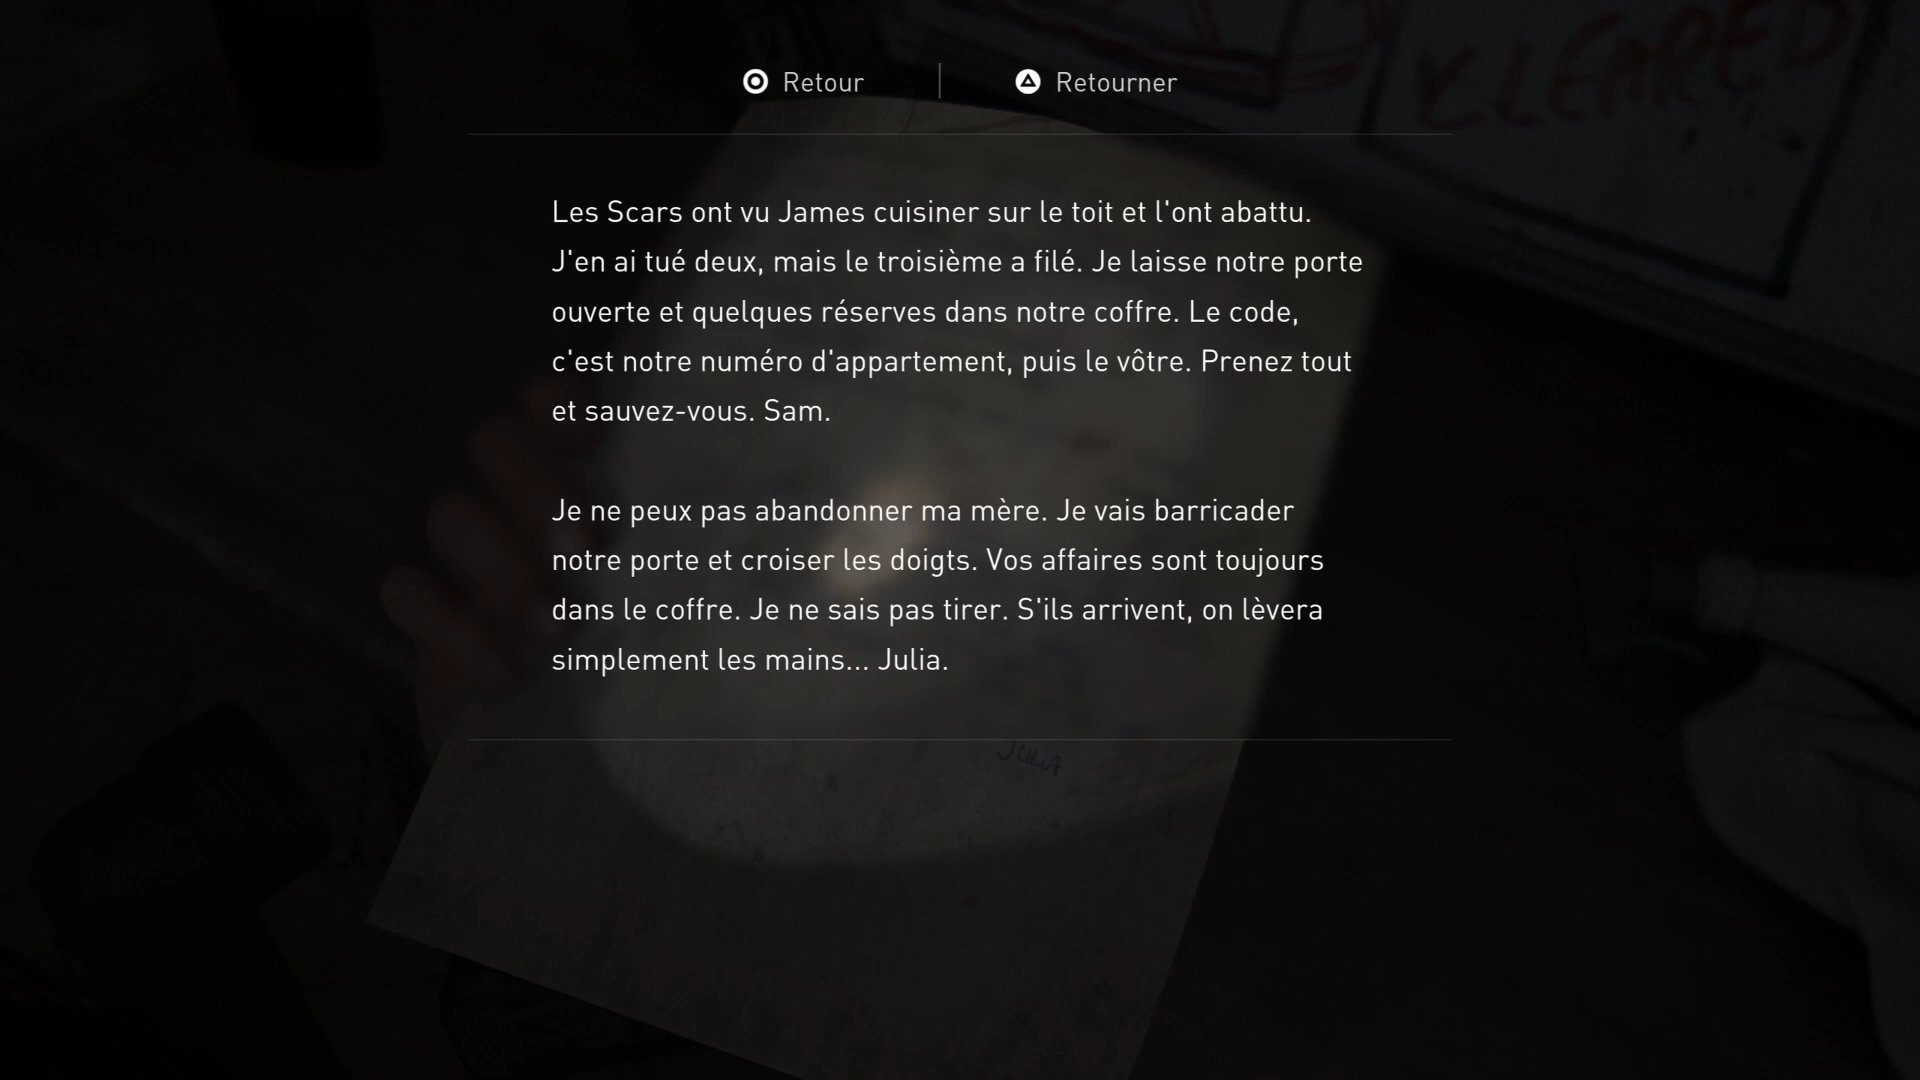 CLEARED
Retour | Retourner
Les Scars ont vu James cuisiner sur le toit et l'ont abattu.
J'en ai tué deux, mais le troisième a filé. Je laisse notre porte
ouverte et quelques réserves dans notre coffre. Le code,
c'est notre numéro d'appartement, puis le vôtre. Prenez tout
et sauvez-vous. Sam.
Je ne peux pas abandonner ma mère. Je vais barricader
notre porte et croiser les doigts. Vos affaires sont toujours
dans le coffre. Je ne sais pas tirer. S'ils arrivent, on lèvera
simplement les mains... Julia.
JULIA